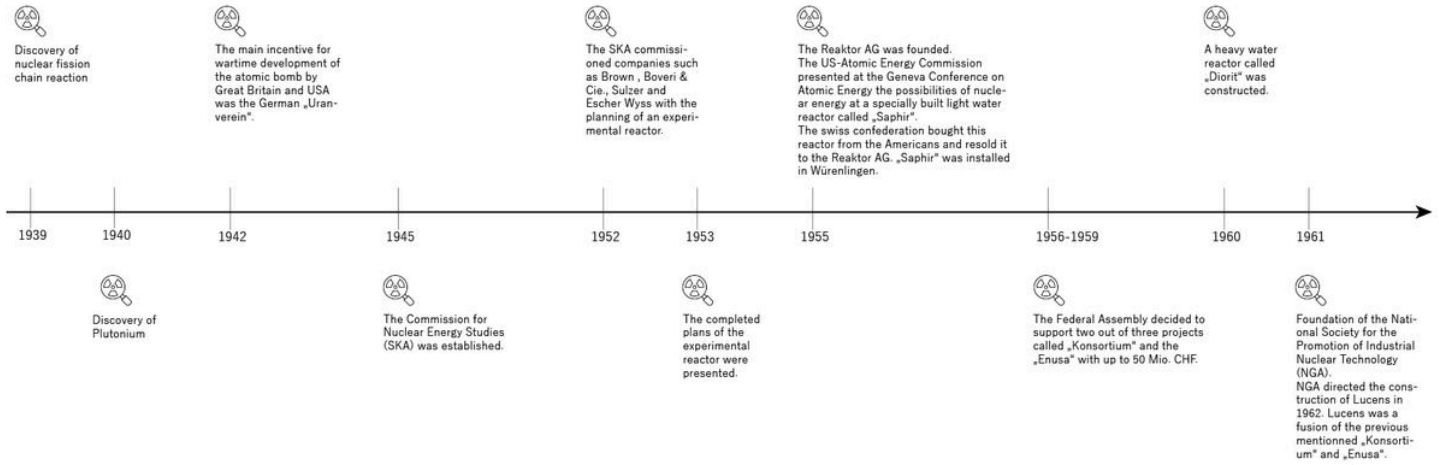 Discovery of
nuclear fission
chain reaction
The main incentive for
wartime development of
the atomic bomb by
Great Britain and USA
was the German „Uran-
verein“.
The SKA commissi-
oned companies such
as Brown , Boveri &
Cie., Sulzer and
Escher Wyss with the
planning of an experi-
mental reactor.
The Reaktor AG was founded.
The US-Atomic Energy Commission
presented at the Geneva Conference on
Atomic Energy the possibilities of nucle-
ar energy at a specially built light water
reactor called „Saphir“.
The swiss confederation bought this
reactor from the Americans and resold it
to the Reaktor AG. „Saphir“ was installed
in Würenlingen.
A heavy water
reactor called
„Diorit“ was
constructed.
1939
1940
1942
1945
1952
1953
1955
1956-1959
1960
1961
Discovery of
Plutonium
The Commission for
Nuclear Energy Studies
(SKA) was established.
The completed
plans of the
experimental
reactor were
presented.
The Federal Assembly decided to
support two out of three projects
called „Konsortium“ and the
„Enusa“ with up to 50 Mio. CHF.
Foundation of the Nati-
onal Society for the
Promotion of Industrial
Nuclear Technology
(NGA).
NGA directed the cons-
truction of Lucens in
1962. Lucens was a
fusion of the previous
mentionned „Konsorti-
um“ and „Enusa“.